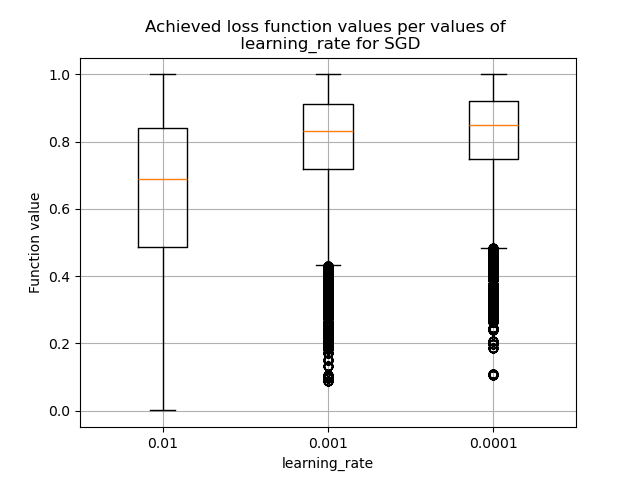 Achieved loss function values per values of
learning_rate for SGD
1.0
0.8
0.6
0.4
0.2
0.0
Function value
0.01 0.001 0.0001
learning_rate